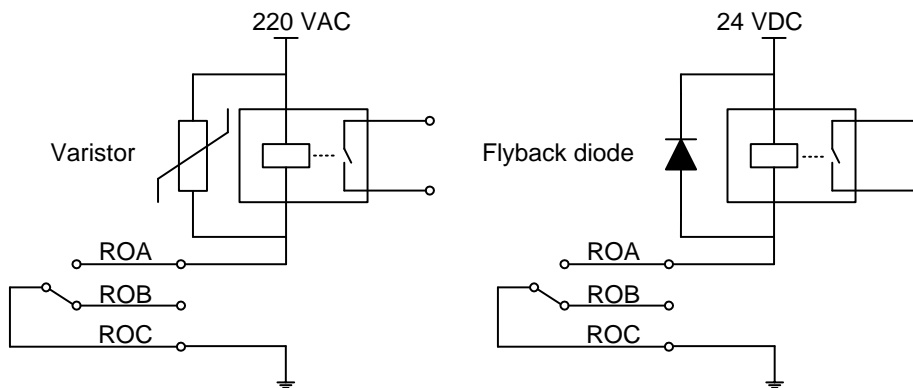 220 VAC
Varistor
ROA
ROB
ROC
24 VDC
Flyback diode
ROA
ROB
ROC